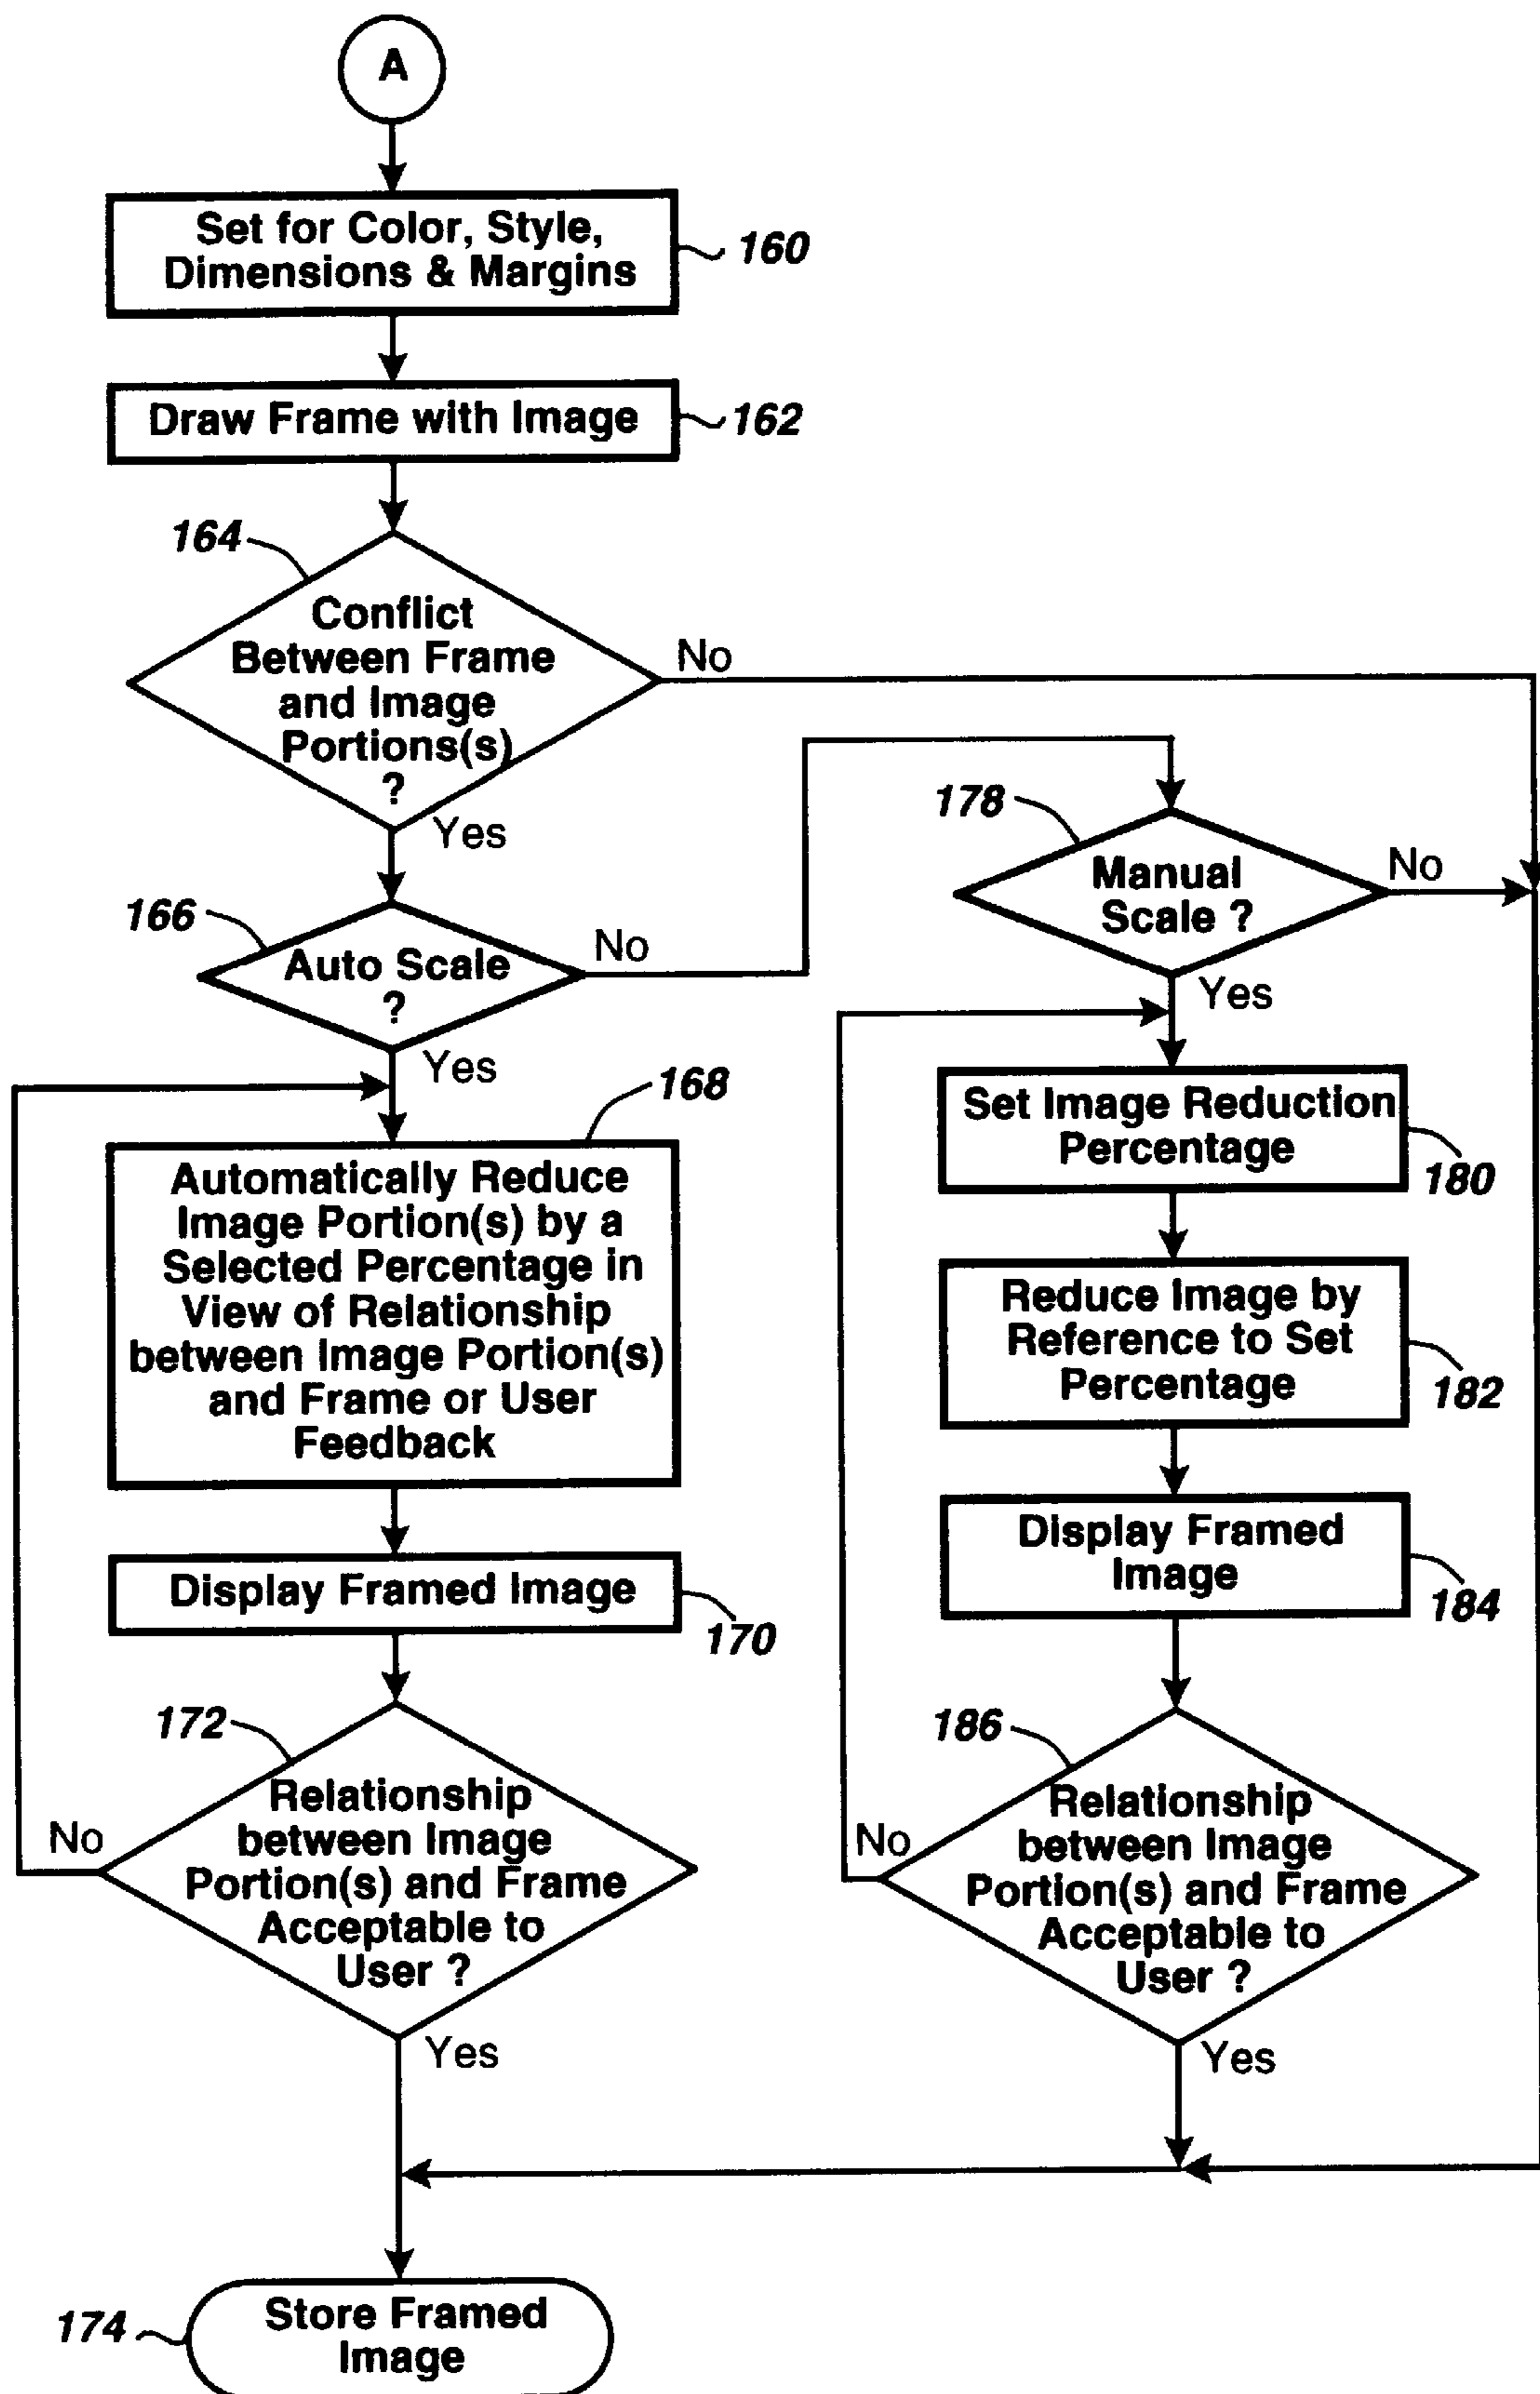 A
Set for Color, Style,
Dimensions & Margins
160
Draw Frame with Image
162
164
Conflict
Between Frame
and Image
Portions(s)
?
No
Yes
166
Auto Scale
?
No
Yes
168
Automatically Reduce
Image Portion(s) by a
Selected Percentage in
View of Relationship
between Image Portion(s)
and Frame or User
Feedback
Display Framed Image
170
172
Relationship
between Image
Portion(s) and Frame
Acceptable to
User ?
No
Yes
178
Manual
Scale ?
No
Yes
Set Image Reduction
Percentage
180
Reduce Image by
Reference to Set
Percentage
182
Display Framed
Image
184
186
Relationship
between Image
Portion(s) and Frame
Acceptable to
User ?
No
Yes
174
Store Framed
Image